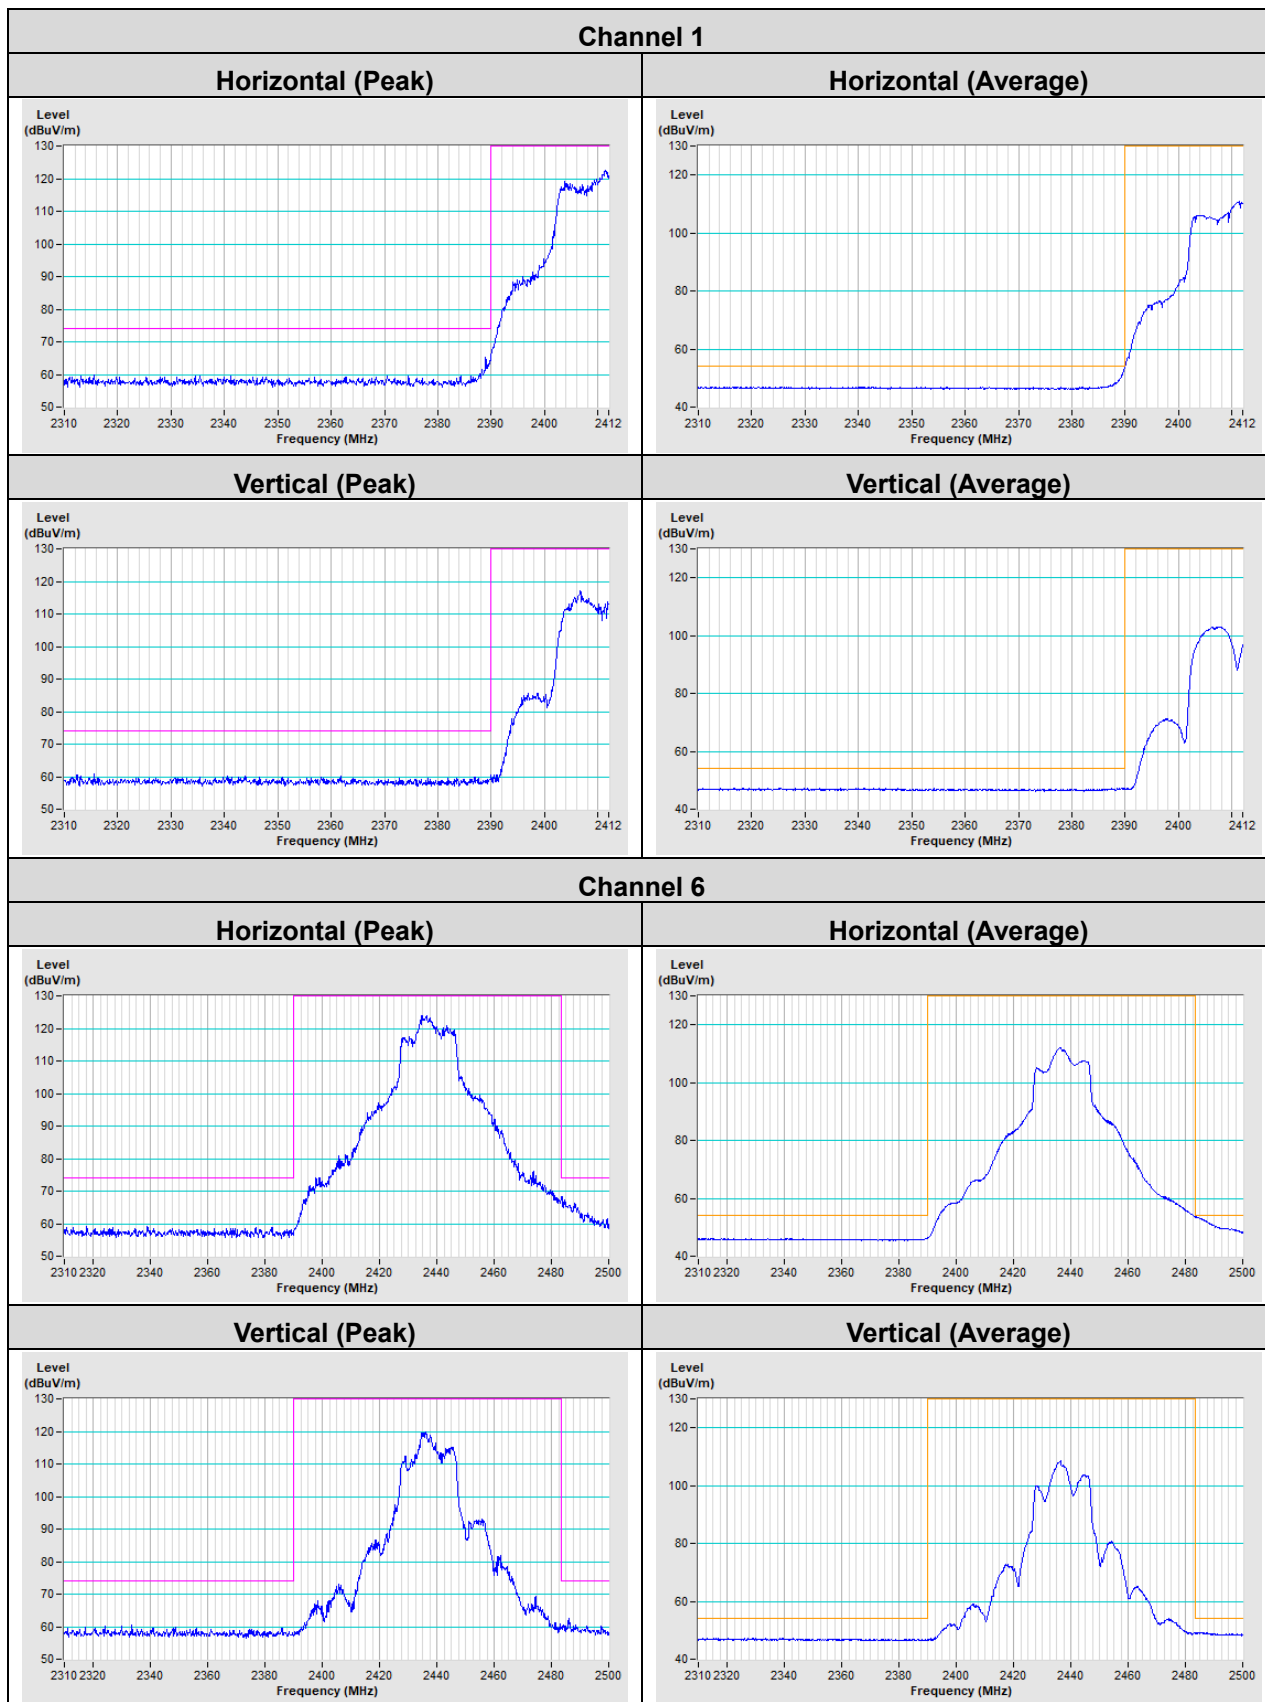 Channel 1
Horizontal (Peak)
Horizontal (Average)
Level
(dBuV/m)
130
120
110
100
90
80
70
60
50
2310 2320 2330 2340 2350 2360 2370 2380 2390 2400 2412
Frequency (MHz)
Level
(dBuV/m)
130
120
100
80
60
40
2310 2320 2330 2340 2350 2360 2370 2380 2390 2400 2412
Frequency (MHz)
Vertical (Peak)
Vertical (Average)
Level
(dBuV/m)
130
120
110
100
90
80
70
60
50
2310 2320 2330 2340 2350 2360 2370 2380 2390 2400 2412
Frequency (MHz)
Level
(dBuV/m)
130
120
100
80
60
40
2310 2320 2330 2340 2350 2360 2370 2380 2390 2400 2412
Frequency (MHz)
Channel 6
Horizontal (Peak)
Horizontal (Average)
Level
(dBuV/m)
130
120
110
100
90
80
70
60
50
2310 2320 2340 2360 2380 2400 2420 2440 2460 2480 2500
Frequency (MHz)
Level
(dBuV/m)
130
120
100
80
60
40
2310 2320 2340 2360 2380 2400 2420 2440 2460 2480 2500
Frequency (MHz)
Vertical (Peak)
Vertical (Average)
Level
(dBuV/m)
130
120
110
100
90
80
70
60
50
2310 2320 2340 2360 2380 2400 2420 2440 2460 2480 2500
Frequency (MHz)
Level
(dBuV/m)
130
120
100
80
60
40
2310 2320 2340 2360 2380 2400 2420 2440 2460 2480 2500
Frequency (MHz)